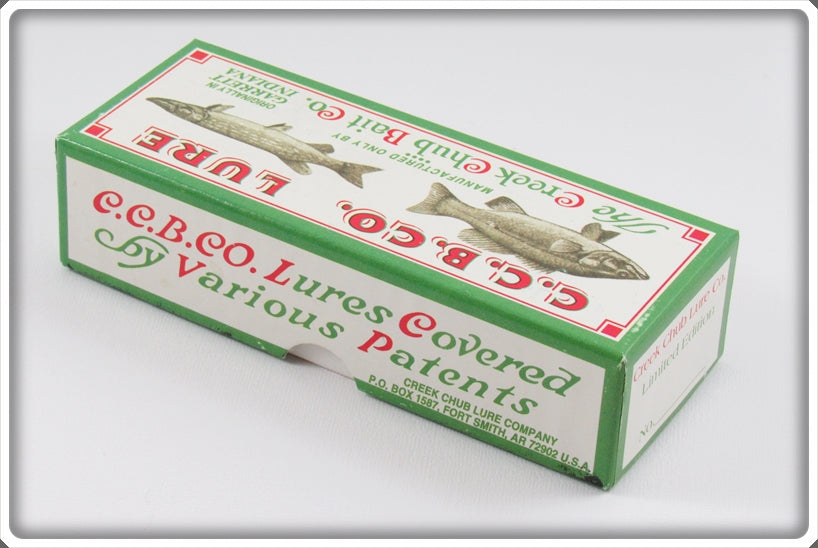 The Creek Chub Bait Co.
ORIGINALLY IN
GARRETT
INDIANA
MANUFACTURED ONLY BY
C.C.B.CO. LURE
C.C.B.CO. Lures Covered
by Various Patents
CREEK CHUB LURE COMPANY
P.O. BOX 1587, FORT SMITH, AR 72902 U.S.A.
Creek Chub Lure Co.
Limited Edition
No.